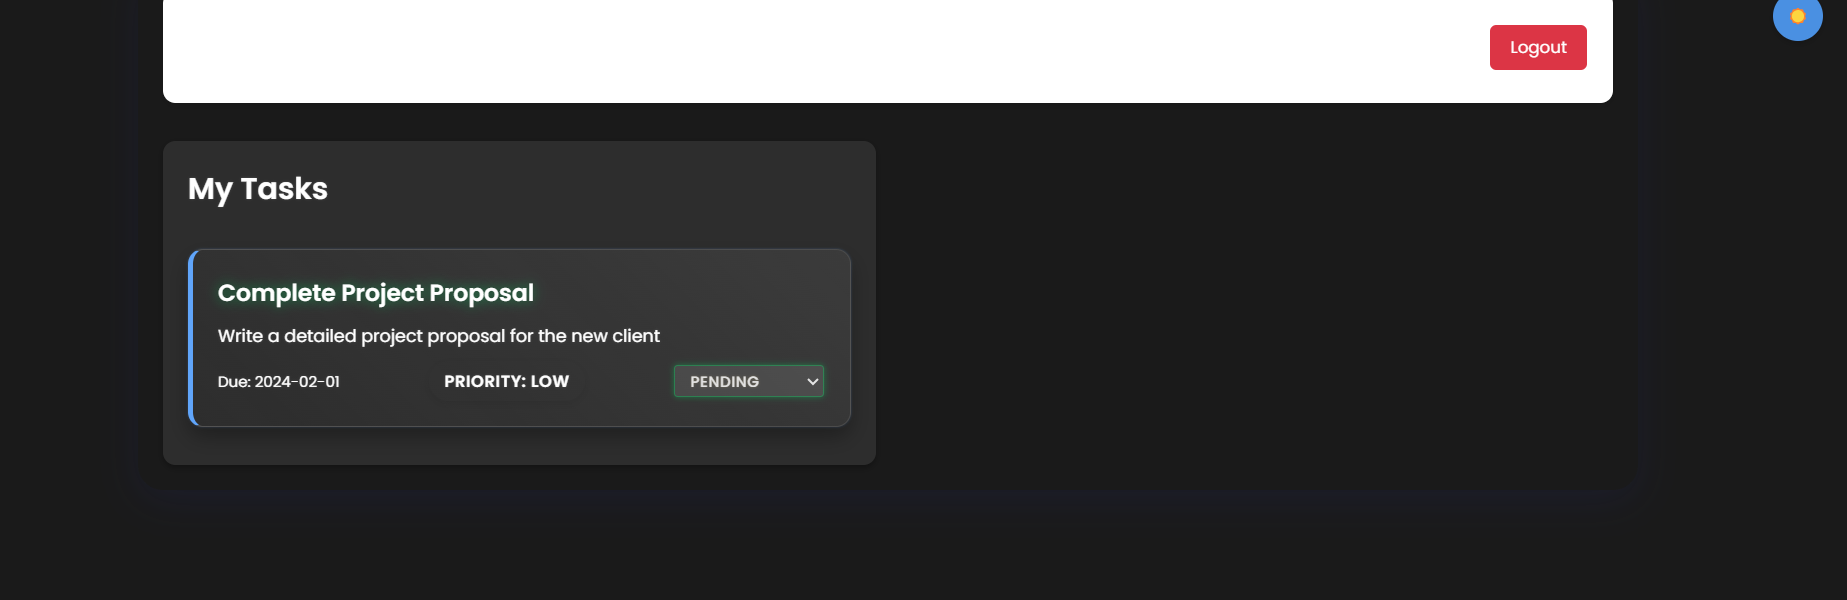 Logout
My Tasks
Complete Project Proposal
Write a detailed project proposal for the new client
Due: 2024-02-01 PRIORITY: LOW PENDING